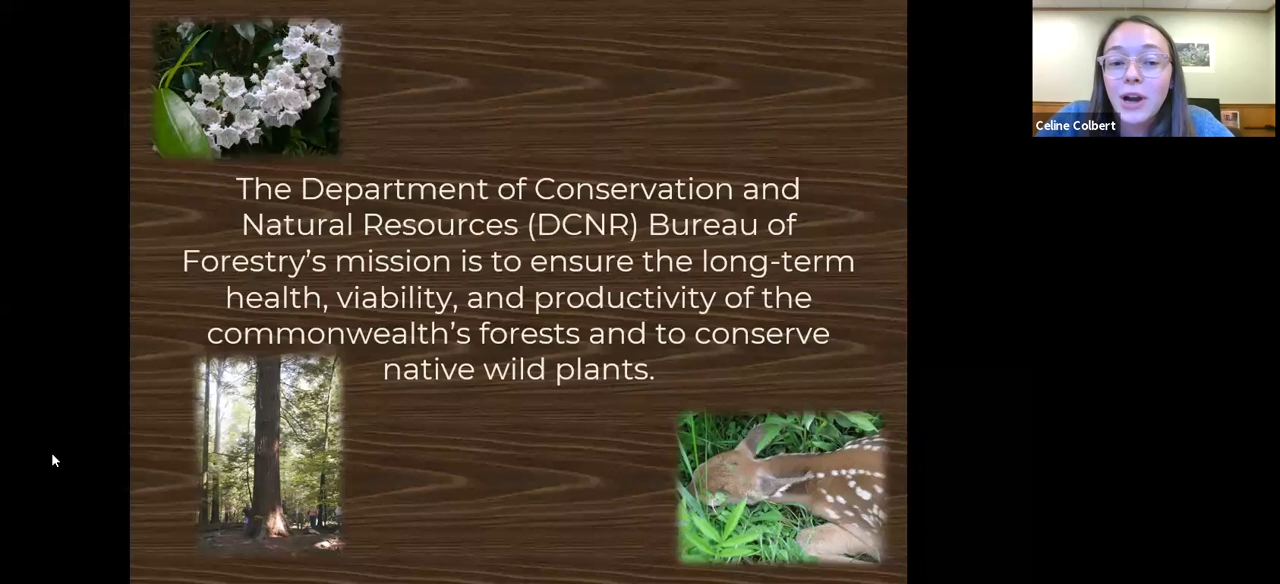 The Department of Conservation and
Natural Resources (DCNR) Bureau of
Forestry’s mission is to ensure the long-term
health, viability, and productivity of the
commonwealth’s forests and to conserve
native wild plants.
Celine Colbert